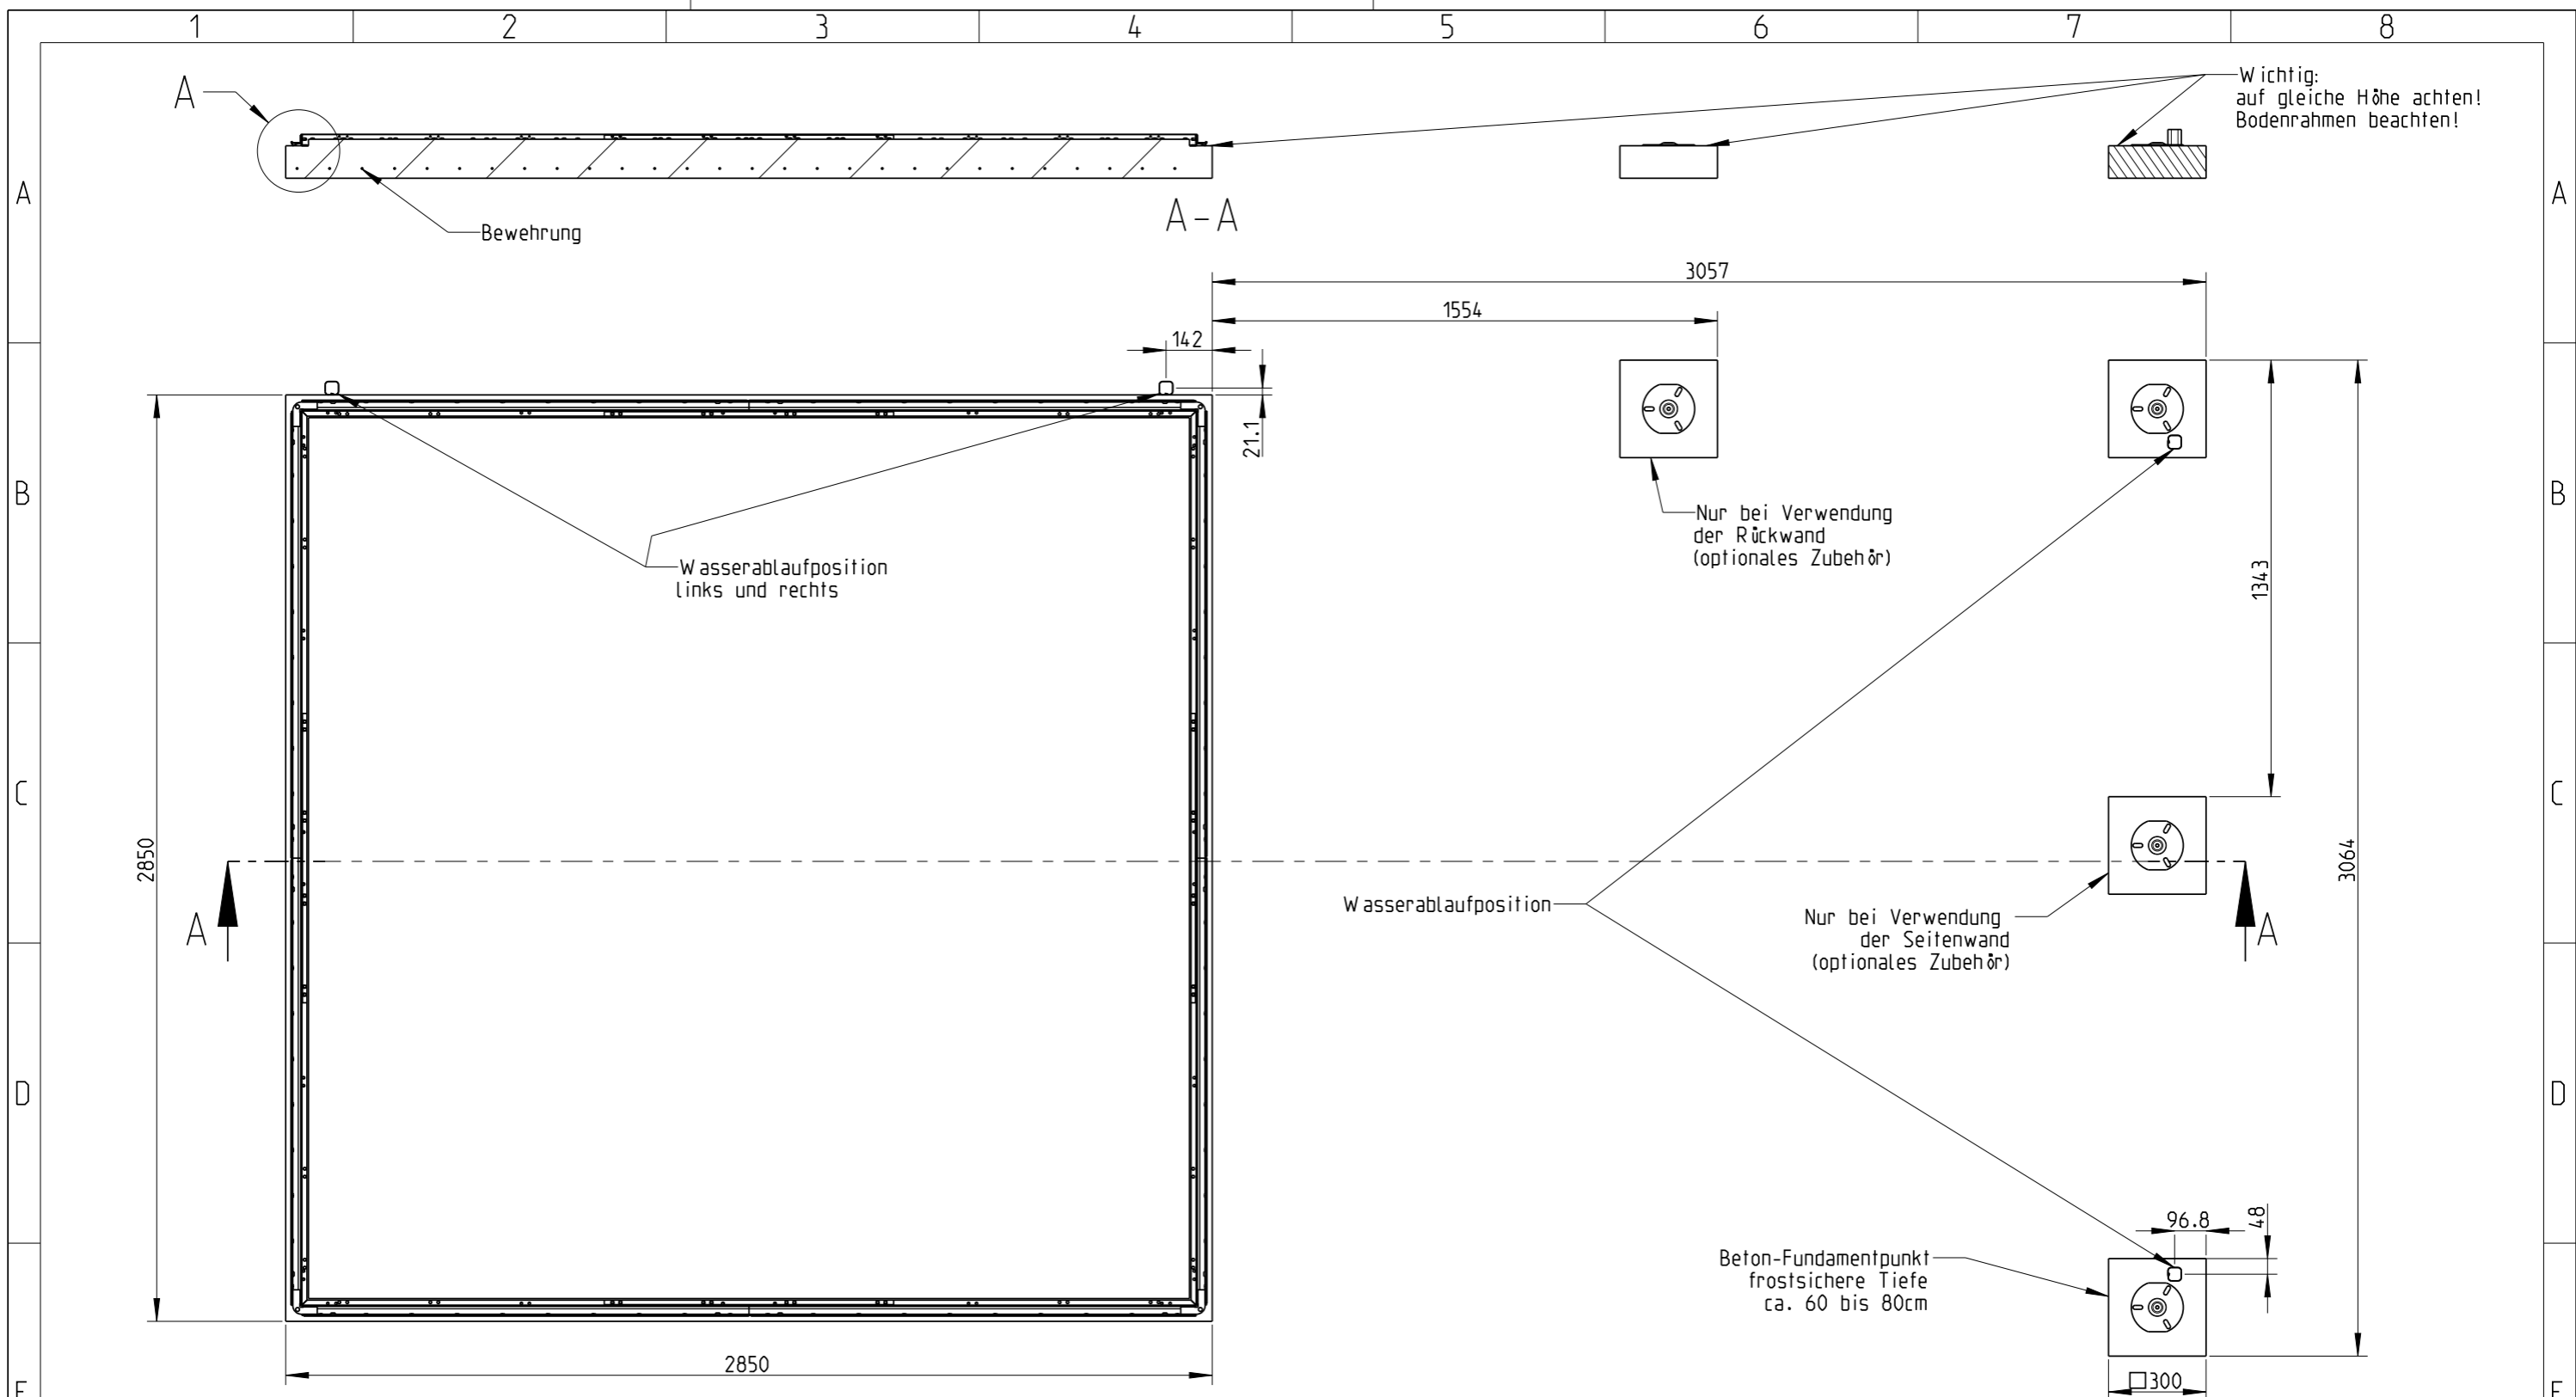 1 2 3 4 5 6 7 8
A
Wichtig:
auf gleiche Höhe achten!
Bodenrahmen beachten!
A A
Bewehrung
A-A
3057
1554
142
21.1
B B
Nur bei Verwendung
der Rückwand
(optionales Zubehör)
Wasserablaufposition
links und rechts
1343
C C
2850
3064
A A
Wasserablaufposition
Nur bei Verwendung
der Seitenwand
(optionales Zubehör)
D D
96.8
48
Beton-Fundamentpunkt
frostsichere Tiefe
ca. 60 bis 80cm
2850
□300